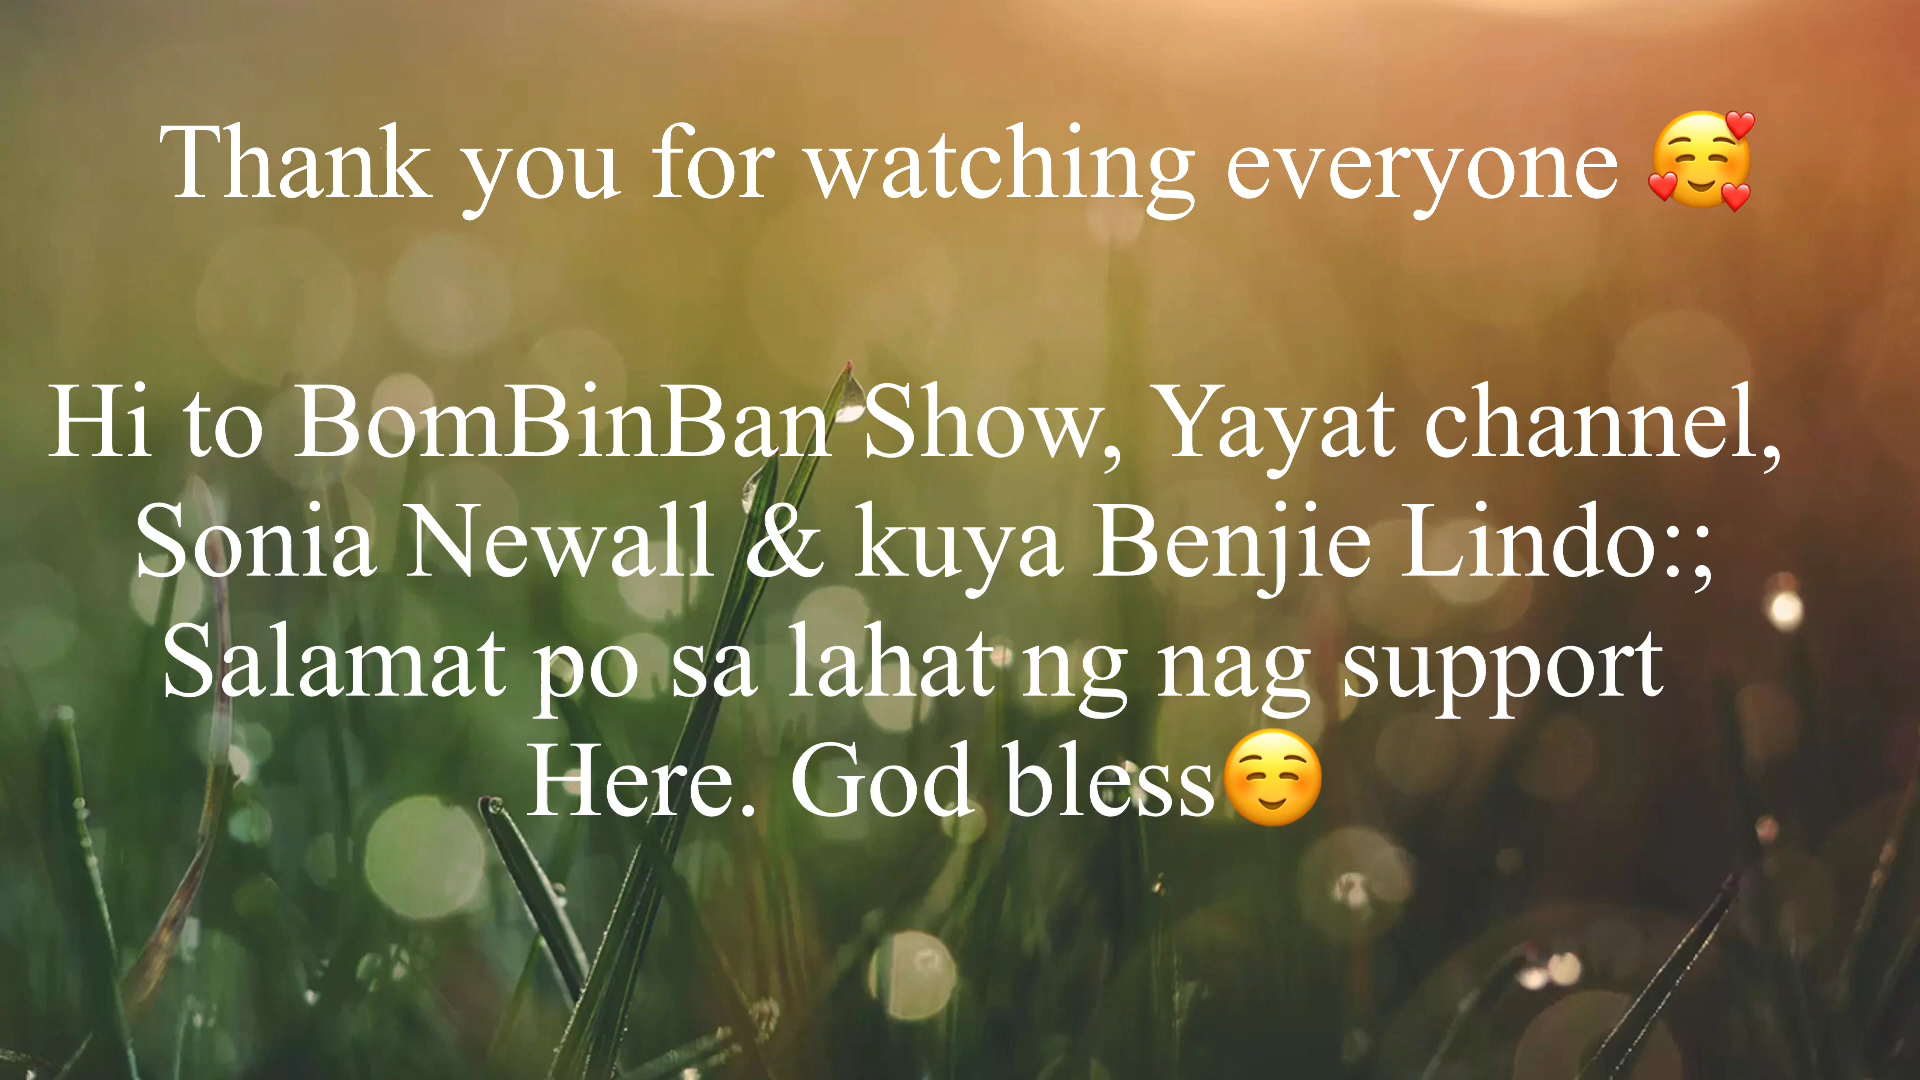 Thank you for watching everyone 🥰
Hi to BomBinBan Show, Yayat channel,
Sonia Newall & kuya Benjie Lindo:;
Salamat po sa lahat ng nag support
Here. God bless☺️